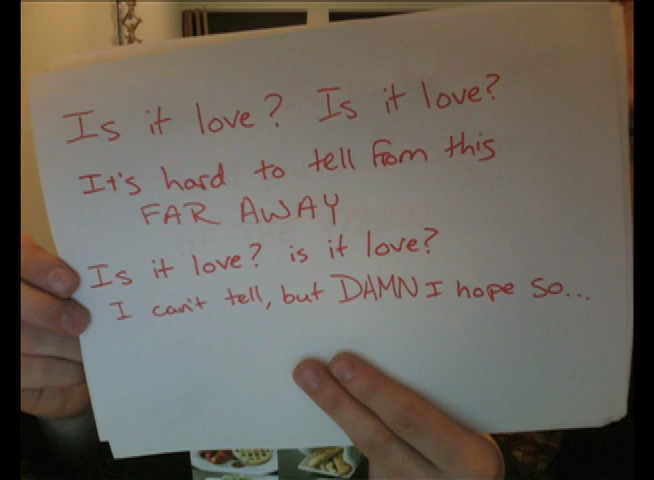 Is it love? Is it love?
It's hard to tell from this
FAR AWAY
Is it love? is it love?
I can't tell, but DAMN I hope so...